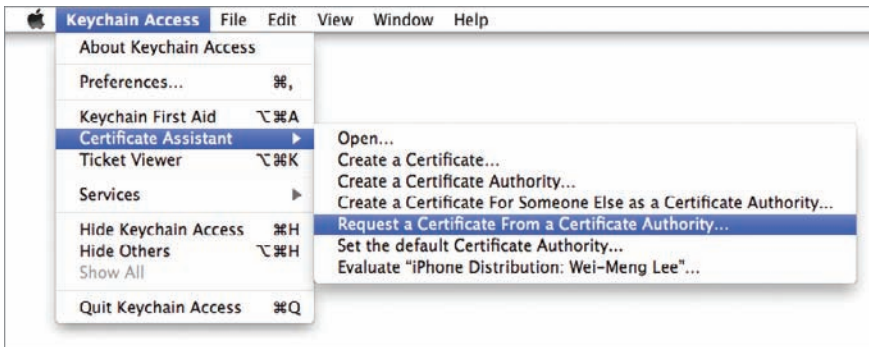 Keychain Access File Edit View Window Help
About Keychain Access
Preferences... ⌘,
Keychain First Aid ⌥⌘A
Certificate Assistant ▶
Ticket Viewer ⌥⌘K
Services ▶
Hide Keychain Access ⌘H
Hide Others ⌥⌘H
Show All
Quit Keychain Access ⌘Q
Open...
Create a Certificate...
Create a Certificate Authority...
Create a Certificate For Someone Else as a Certificate Authority...
Request a Certificate From a Certificate Authority...
Set the default Certificate Authority...
Evaluate “iPhone Distribution: Wei-Meng Lee”...